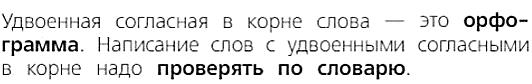 Удвоенная согласная в корне слова — это орфо-
грамма. Написание слов с удвоенными согласными
в корне надо проверять по словарю.